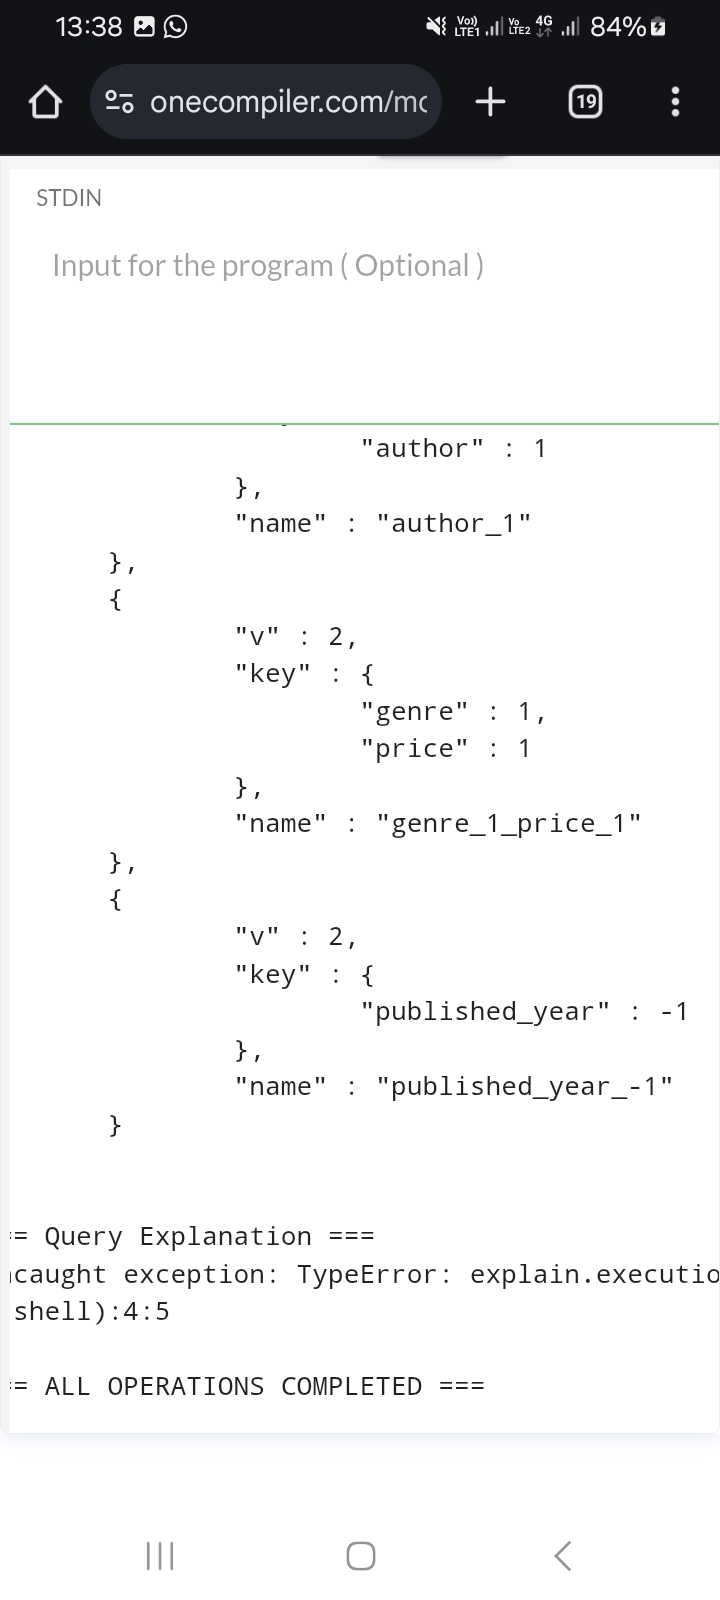 13:38 Vo)) LTE1 Vo LTE2 4G 84%
onecompiler.com/mc 19
STDIN
Input for the program ( Optional )
"author" : 1
},
"name" : "author_1"
},
{
"v" : 2,
"key" : {
"genre" : 1,
"price" : 1
},
"name" : "genre_1_price_1"
},
{
"v" : 2,
"key" : {
"published_year" : -1
},
"name" : "published_year_-1"
}
== Query Explanation ===
ncaught exception: TypeError: explain.executio
shell):4:5
== ALL OPERATIONS COMPLETED ===